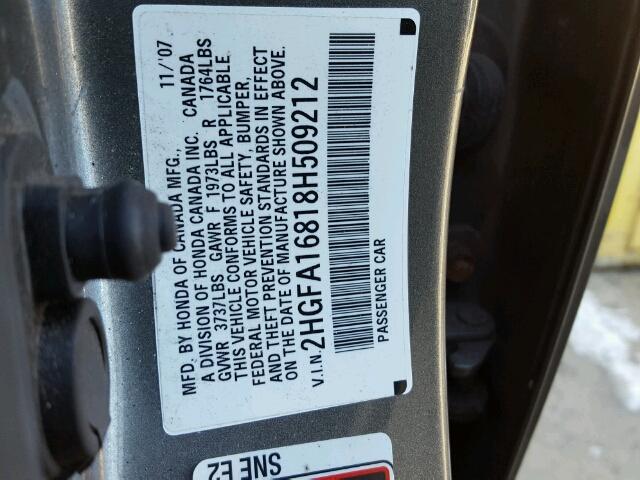 MFD. BY HONDA OF CANADA MFG., 11/'07
A DIVISION OF HONDA CANADA INC. CANADA
GVWR 3737LBS GAWR F 1973LBS R 1764LBS
THIS VEHICLE CONFORMS TO ALL APPLICABLE
FEDERAL MOTOR VEHICLE SAFETY, BUMPER,
AND THEFT PREVENTION STANDARDS IN EFFECT
ON THE DATE OF MANUFACTURE SHOWN ABOVE.
V.I.N. 2HGFA16818H509212
PASSENGER CAR
SNE E2